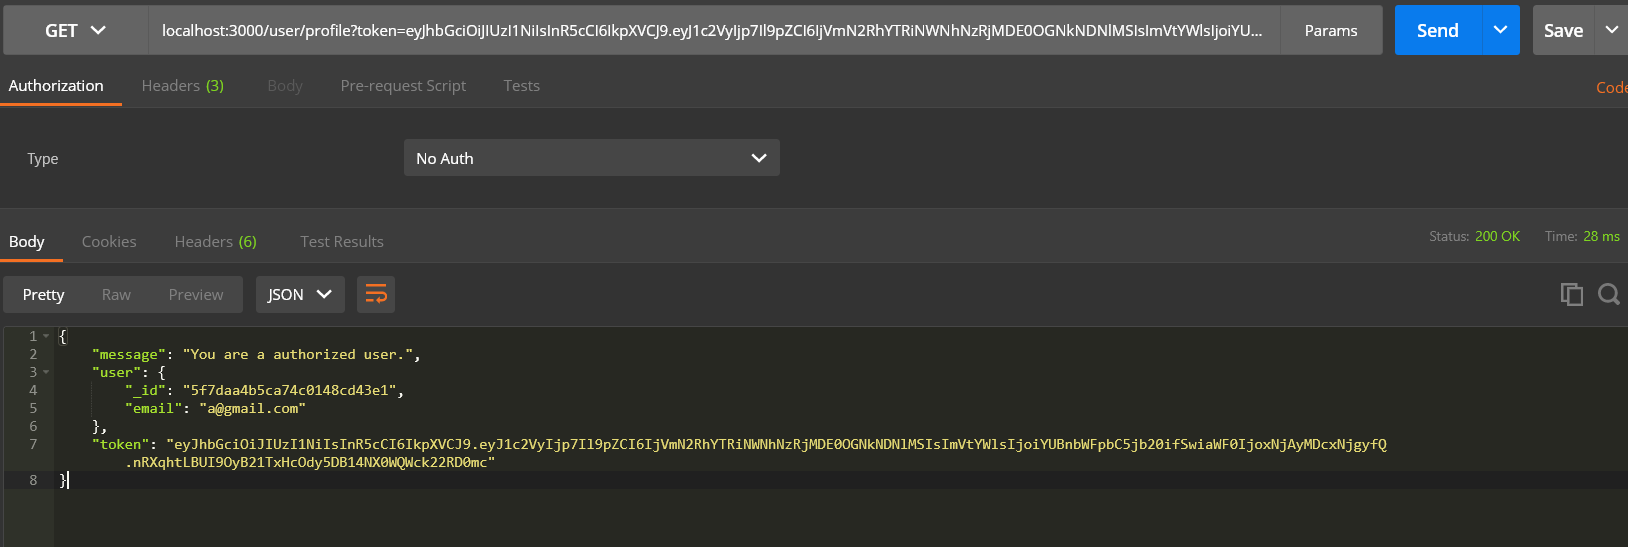 GET localhost:3000/user/profile?token=eyJhbGciOiJIUzI1NiIsInR5cCI6IkpXVCJ9.eyJ1c2VyIjp7Il9pZCI6IjVmN2RhYTRiNWNhNzRjMDE0OGNkNDNlMSIsImVtYWlsIjoiYU... Params Send Save
Authorization Headers (3) Body Pre-request Script Tests Code
Type No Auth
Body Cookies Headers (6) Test Results Status: 200 OK Time: 28 ms
Pretty Raw Preview JSON
1 {
2 "message": "You are a authorized user.",
3 "user": {
4 "_id": "5f7daa4b5ca74c0148cd43e1",
5 "email": "a@gmail.com"
6 },
7 "token": "eyJhbGciOiJIUzI1NiIsInR5cCI6IkpXVCJ9.eyJ1c2VyIjp7Il9pZCI6IjVmN2RhYTRiNWNhNzRjMDE0OGNkNDNlMSIsImVtYWlsIjoiYUBnbWFpbC5jb20ifSwiaWF0IjoxNjAyMDcxNjgyfQ
.nRXqhtLBUI9OyB21TxHcOdy5DB14NX0WQWck22RD0mc"
8 }